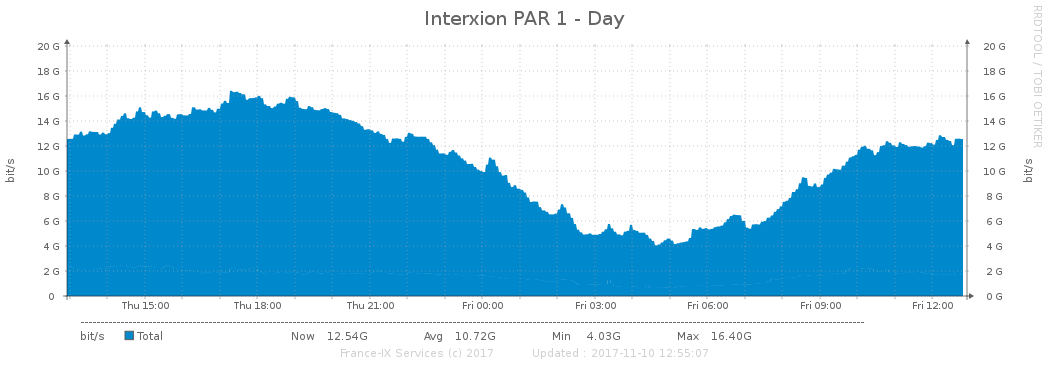 Interxion PAR 1 - Day
RRDTOOL / TOBI OETIKER
bit/s
20 G
18 G
16 G
14 G
12 G
10 G
8 G
6 G
4 G
2 G
0
20 G
18 G
16 G
14 G
12 G
10 G
8 G
6 G
4 G
2 G
0 G
bit/s
Thu 15:00 Thu 18:00 Thu 21:00 Fri 00:00 Fri 03:00 Fri 06:00 Fri 09:00 Fri 12:00
bit/s Total Now 12.54G Avg 10.72G Min 4.03G Max 16.40G
France-IX Services (c) 2017 Updated : 2017-11-10 12:55:07